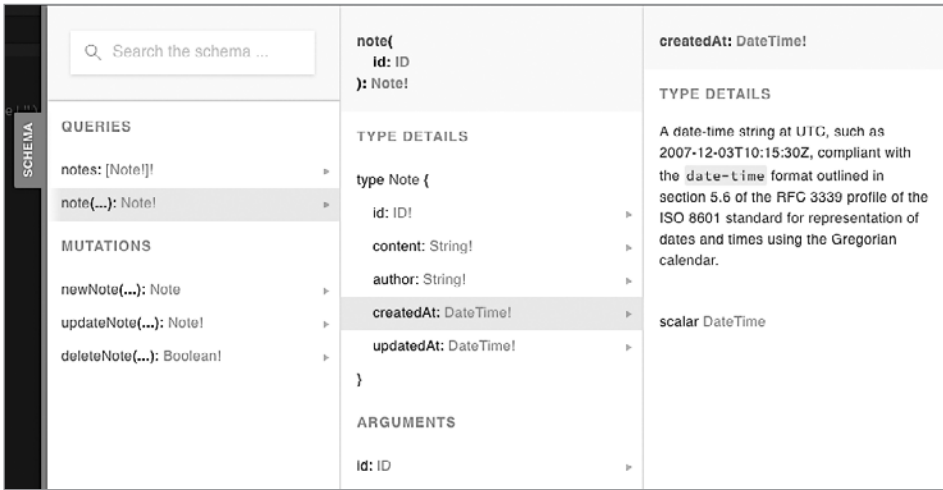 SCHEMA
Search the schema ...
QUERIES
notes: [Note!]!
note(...): Note!
MUTATIONS
newNote(...): Note
updateNote(...): Note!
deleteNote(...): Boolean!
note(
id: ID
): Note!
TYPE DETAILS
type Note {
id: ID!
content: String!
author: String!
createdAt: DateTime!
updatedAt: DateTime!
}
ARGUMENTS
id: ID
createdAt: DateTime!
TYPE DETAILS
A date-time string at UTC, such as
2007-12-03T10:15:30Z, compliant with
the date-time format outlined in
section 5.6 of the RFC 3339 profile of the
ISO 8601 standard for representation of
dates and times using the Gregorian
calendar.
scalar DateTime